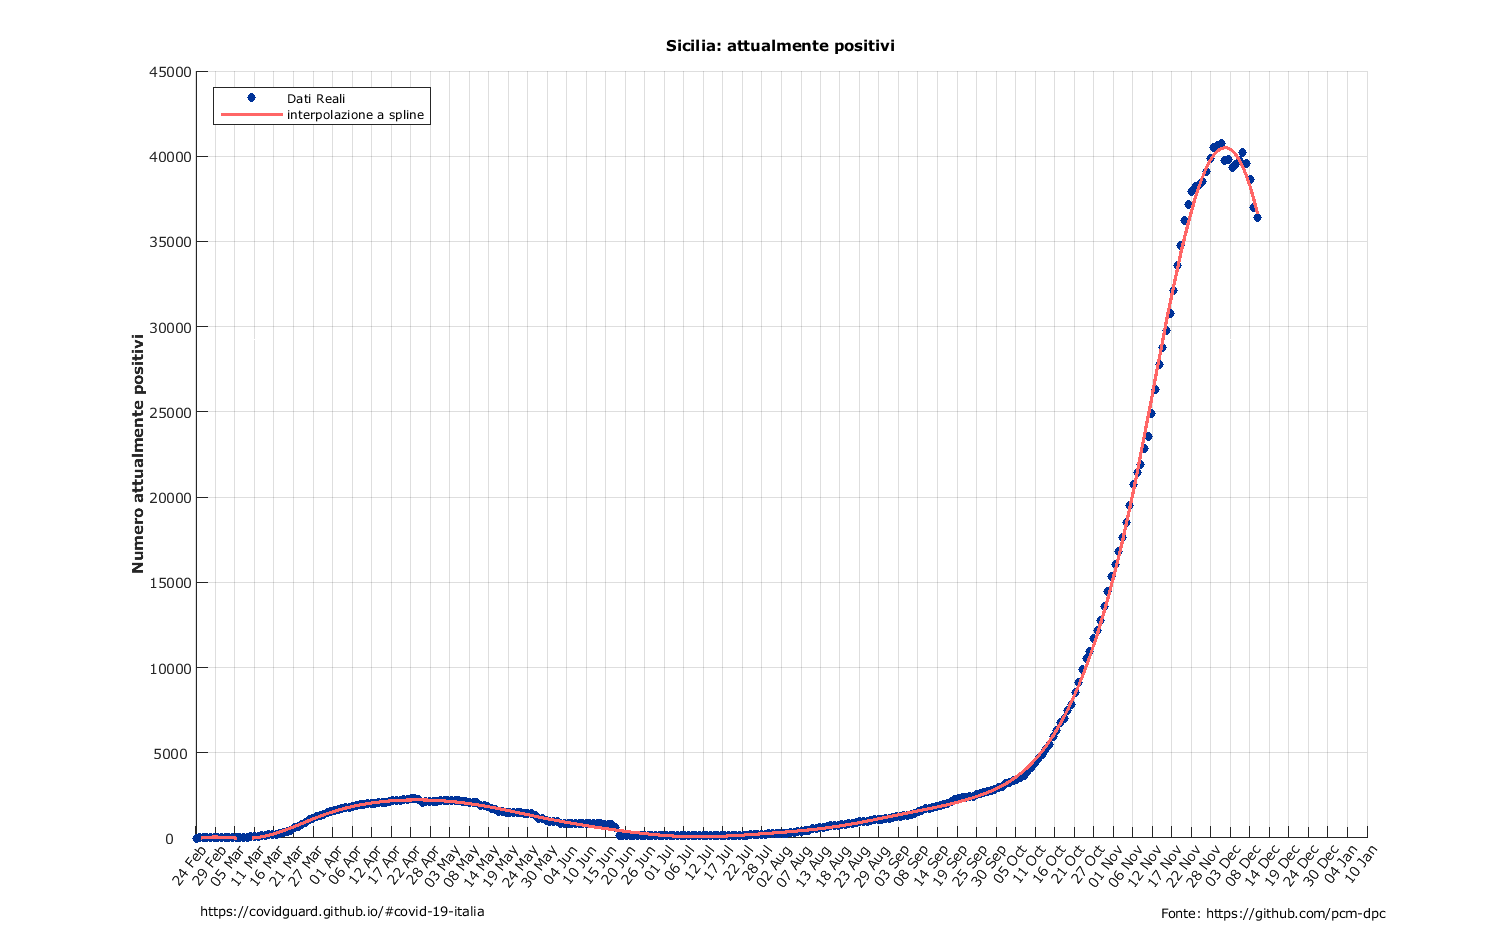 Sicilia: attualmente positivi
Dati Reali
interpolazione a spline
Numero attualmente positivi
45000
40000
35000
30000
25000
20000
15000
10000
5000
0
24 Feb
29 Feb
05 Mar
11 Mar
16 Mar
21 Mar
27 Mar
01 Apr
06 Apr
12 Apr
17 Apr
22 Apr
28 Apr
03 May
08 May
14 May
19 May
24 May
30 May
04 Jun
10 Jun
15 Jun
20 Jun
26 Jun
01 Jul
06 Jul
12 Jul
17 Jul
22 Jul
28 Jul
02 Aug
07 Aug
13 Aug
18 Aug
23 Aug
29 Aug
03 Sep
08 Sep
14 Sep
19 Sep
25 Sep
30 Sep
05 Oct
11 Oct
16 Oct
21 Oct
27 Oct
01 Nov
06 Nov
12 Nov
17 Nov
22 Nov
28 Nov
03 Dec
08 Dec
14 Dec
19 Dec
24 Dec
30 Dec
04 Jan
10 Jan
https://covidguard.github.io/#covid-19-italia
Fonte: https://github.com/pcm-dpc